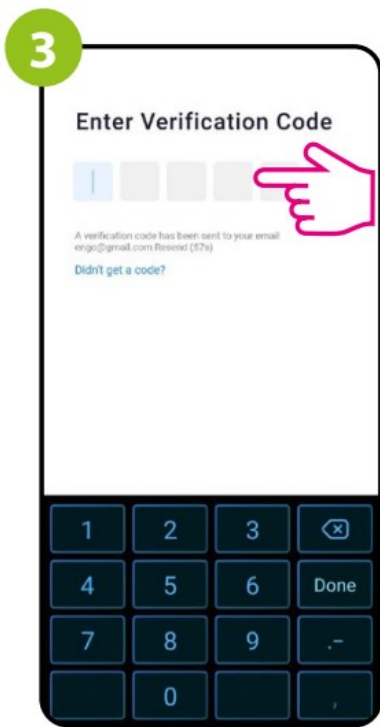 3
Enter Verification Code
A verification code has been sent to your email
engo@gmail.com Resend (57s)
Didn't get a code?
1 2 3
4 5 6 Done
7 8 9 .-
0 ,